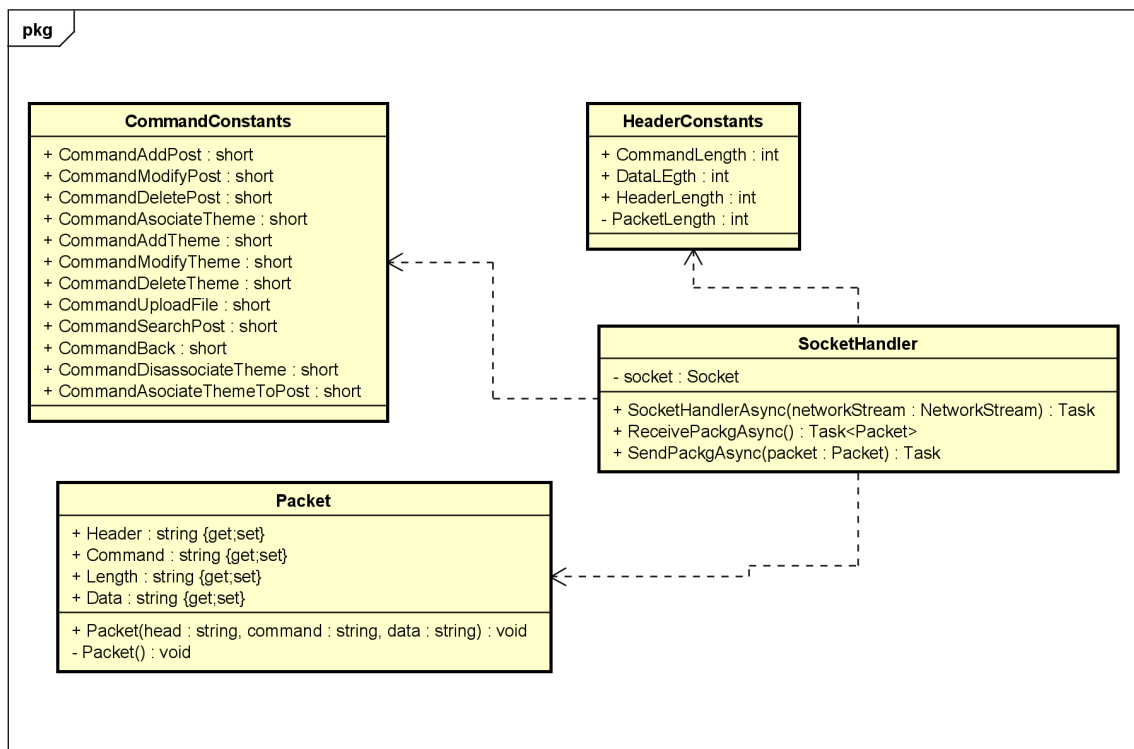 pkg
CommandConstants
+ CommandAddPost : short
+ CommandModifyPost : short
+ CommandDeletePost : short
+ CommandAsociateTheme : short
+ CommandAddTheme : short
+ CommandModifyTheme : short
+ CommandDeleteTheme : short
+ CommandUploadFile : short
+ CommandSearchPost : short
+ CommandBack : short
+ CommandDisassociateTheme : short
+ CommandAsociateThemeToPost : short
HeaderConstants
+ CommandLength : int
+ DataLEgth : int
+ HeaderLength : int
- PacketLength : int
SocketHandler
- socket : Socket
+ SocketHandlerAsync(networkStream : NetworkStream) : Task
+ ReceivePackgAsync() : Task<Packet>
+ SendPackgAsync(packet : Packet) : Task
Packet
+ Header : string {get;set}
+ Command : string {get;set}
+ Length : string {get;set}
+ Data : string {get;set}
+ Packet(head : string, command : string, data : string) : void
- Packet() : void